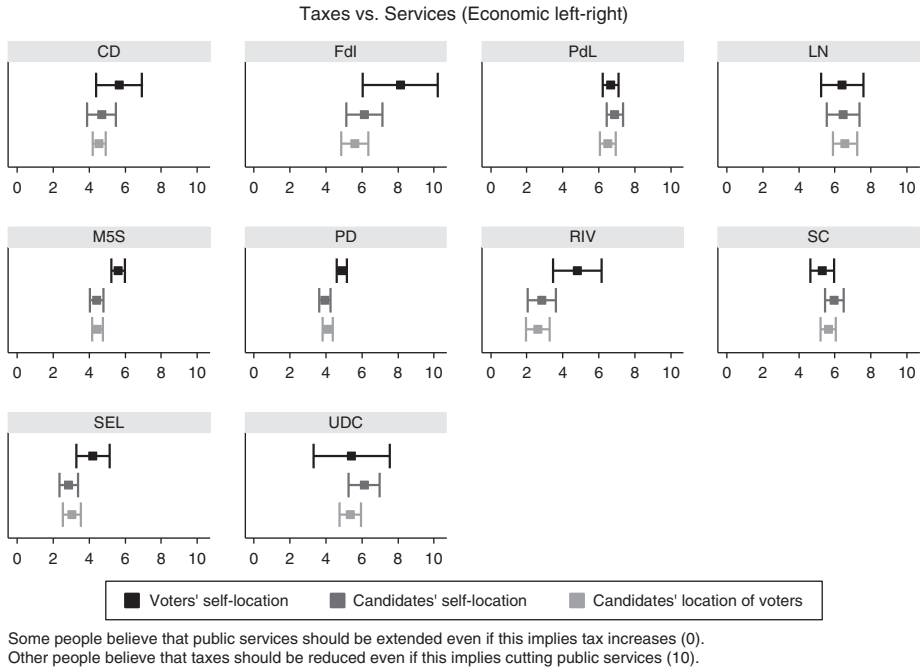 Taxes vs. Services (Economic left-right)
CD FdI PdL LN
0 2 4 6 8 10 0 2 4 6 8 10 0 2 4 6 8 10 0 2 4 6 8 10
M5S PD RIV SC
0 2 4 6 8 10 0 2 4 6 8 10 0 2 4 6 8 10 0 2 4 6 8 10
SEL UDC
0 2 4 6 8 10 0 2 4 6 8 10
Voters' self-location Candidates' self-location Candidates' location of voters
Some people believe that public services should be extended even if this implies tax increases (0).
Other people believe that taxes should be reduced even if this implies cutting public services (10).